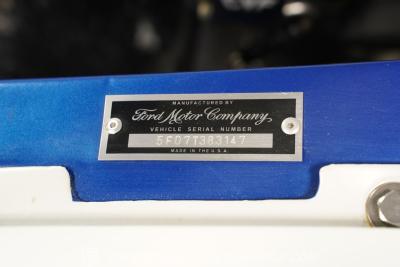 MANUFACTURED BY
Ford Motor Company
VEHICLE SERIAL NUMBER
5F07T383147
MADE IN THE U.S.A.